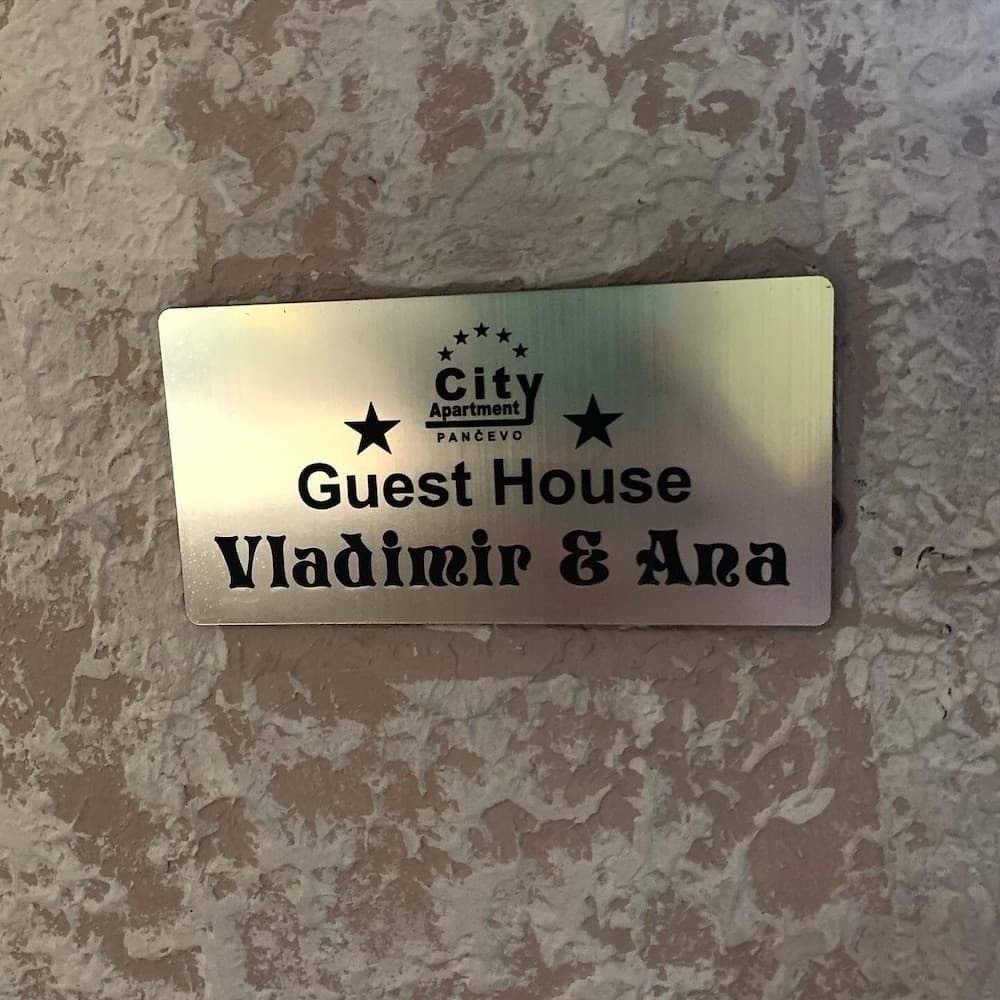 City
Apartment
PANČEVO
Guest House
Vladimir & Ana